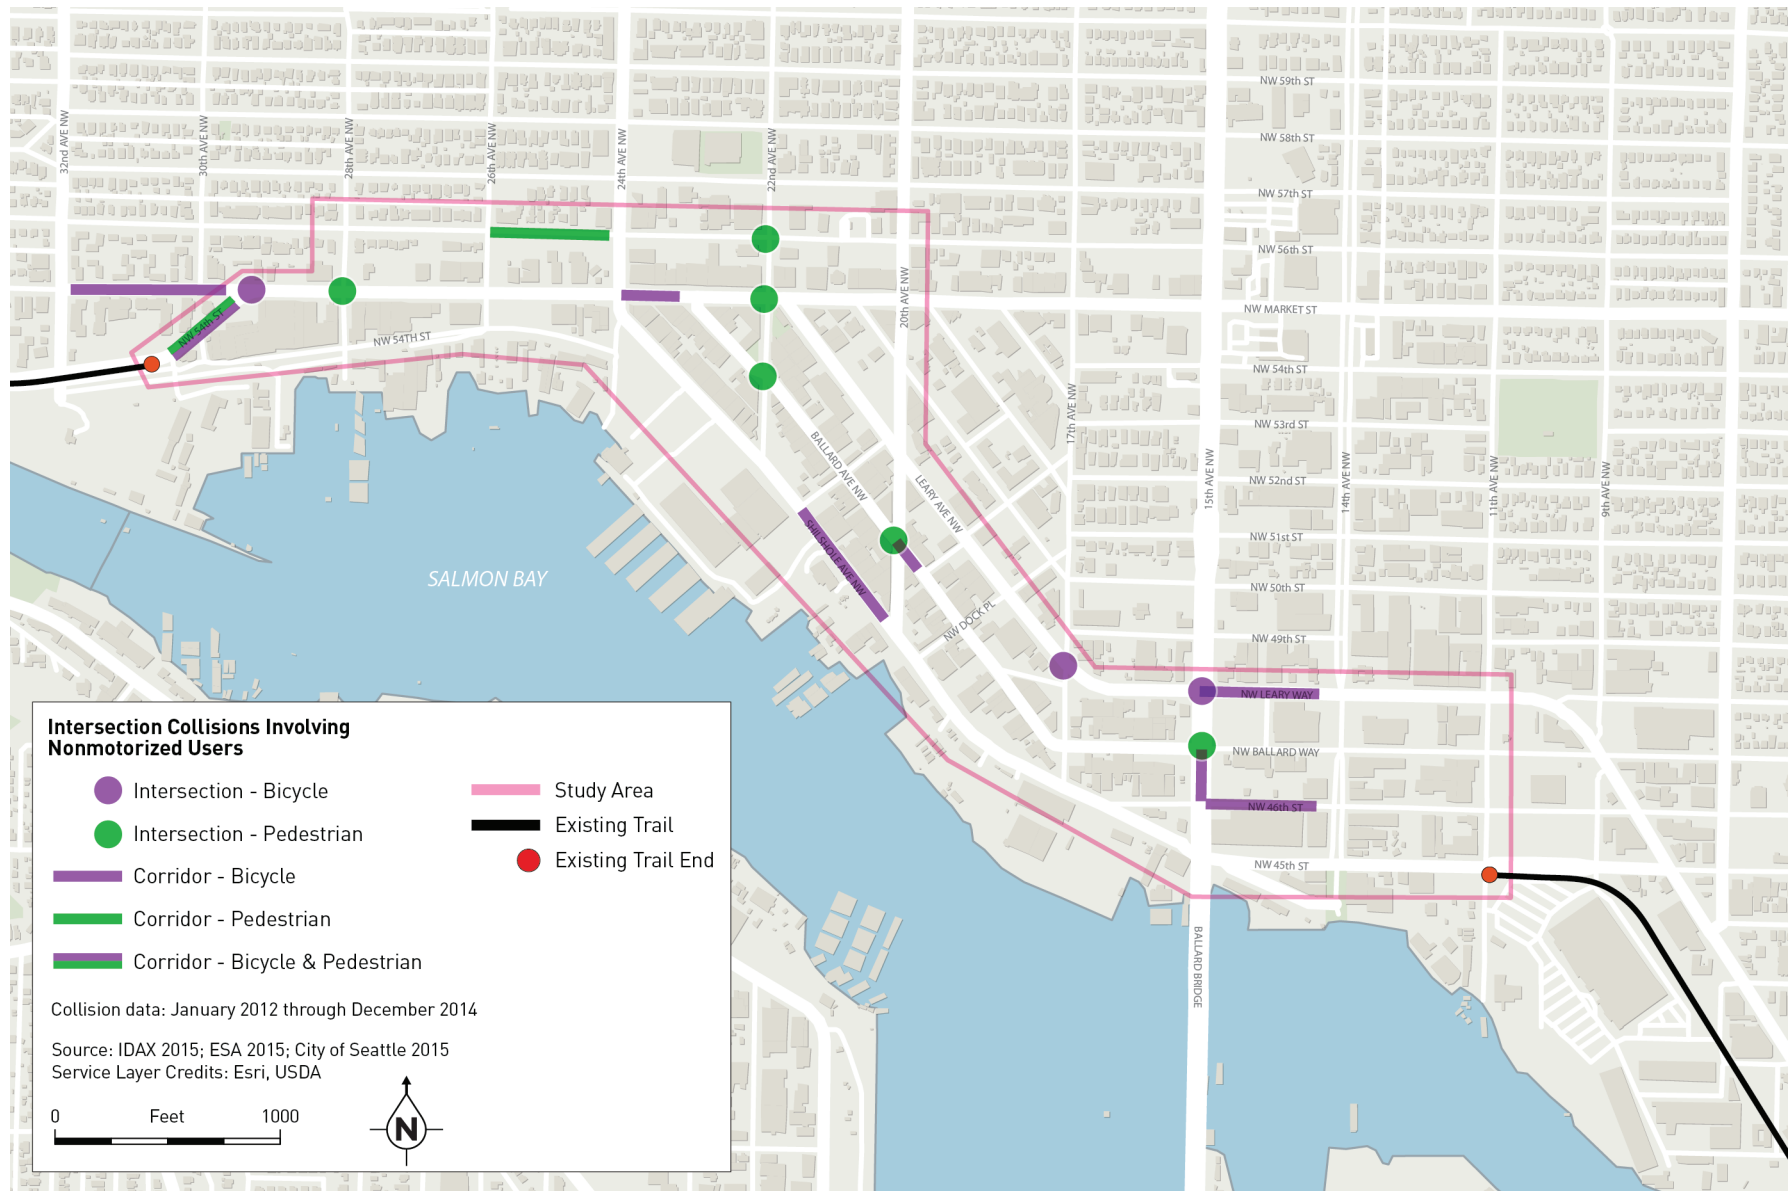 NW 59th ST
NW 58th ST
32nd AVE NW
30th AVE NW
28th AVE NW
26th AVE NW
24th AVE NW
22nd AVE NW
NW 57th ST
NW 56th ST
20th AVE NW
NW MARKET ST
NW 54th ST
NW 54TH ST
NW 54th ST
17th AVE NW
NW 53rd ST
BALLARD AVE NW
LEARY AVE NW
15th AVE NW
14th AVE NW
11th AVE NW
9th AVE NW
NW 52nd ST
SHILSHOLE AVE NW
NW 51st ST
SALMON BAY
NW 50th ST
NW DOCK PL
NW 49th ST
NW LEARY WAY
NW BALLARD WAY
NW 46th ST
NW 45th ST
BALLARD BRIDGE
Intersection Collisions Involving
Nonmotorized Users
Intersection - Bicycle
Intersection - Pedestrian
Corridor - Bicycle
Corridor - Pedestrian
Corridor - Bicycle & Pedestrian
Study Area
Existing Trail
Existing Trail End
Collision data: January 2012 through December 2014
Source: IDAX 2015; ESA 2015; City of Seattle 2015
Service Layer Credits: Esri, USDA
0 Feet 1000
N